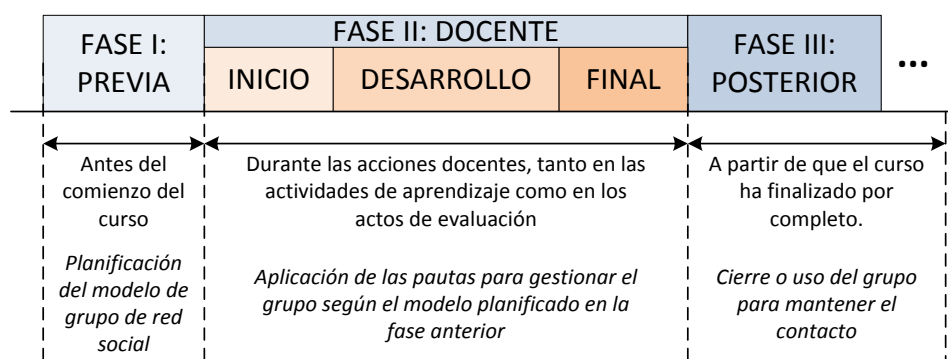 FASE I:
PREVIA
FASE II: DOCENTE
INICIO
DESARROLLO
FINAL
FASE III:
POSTERIOR
...
Antes del
comienzo del
curso
Planificación
del modelo de
grupo de red
social
Durante las acciones docentes, tanto en las
actividades de aprendizaje como en los
actos de evaluación
Aplicación de las pautas para gestionar el
grupo según el modelo planificado en la
fase anterior
A partir de que el curso
ha finalizado por
completo.
Cierre o uso del grupo
para mantener el
contacto